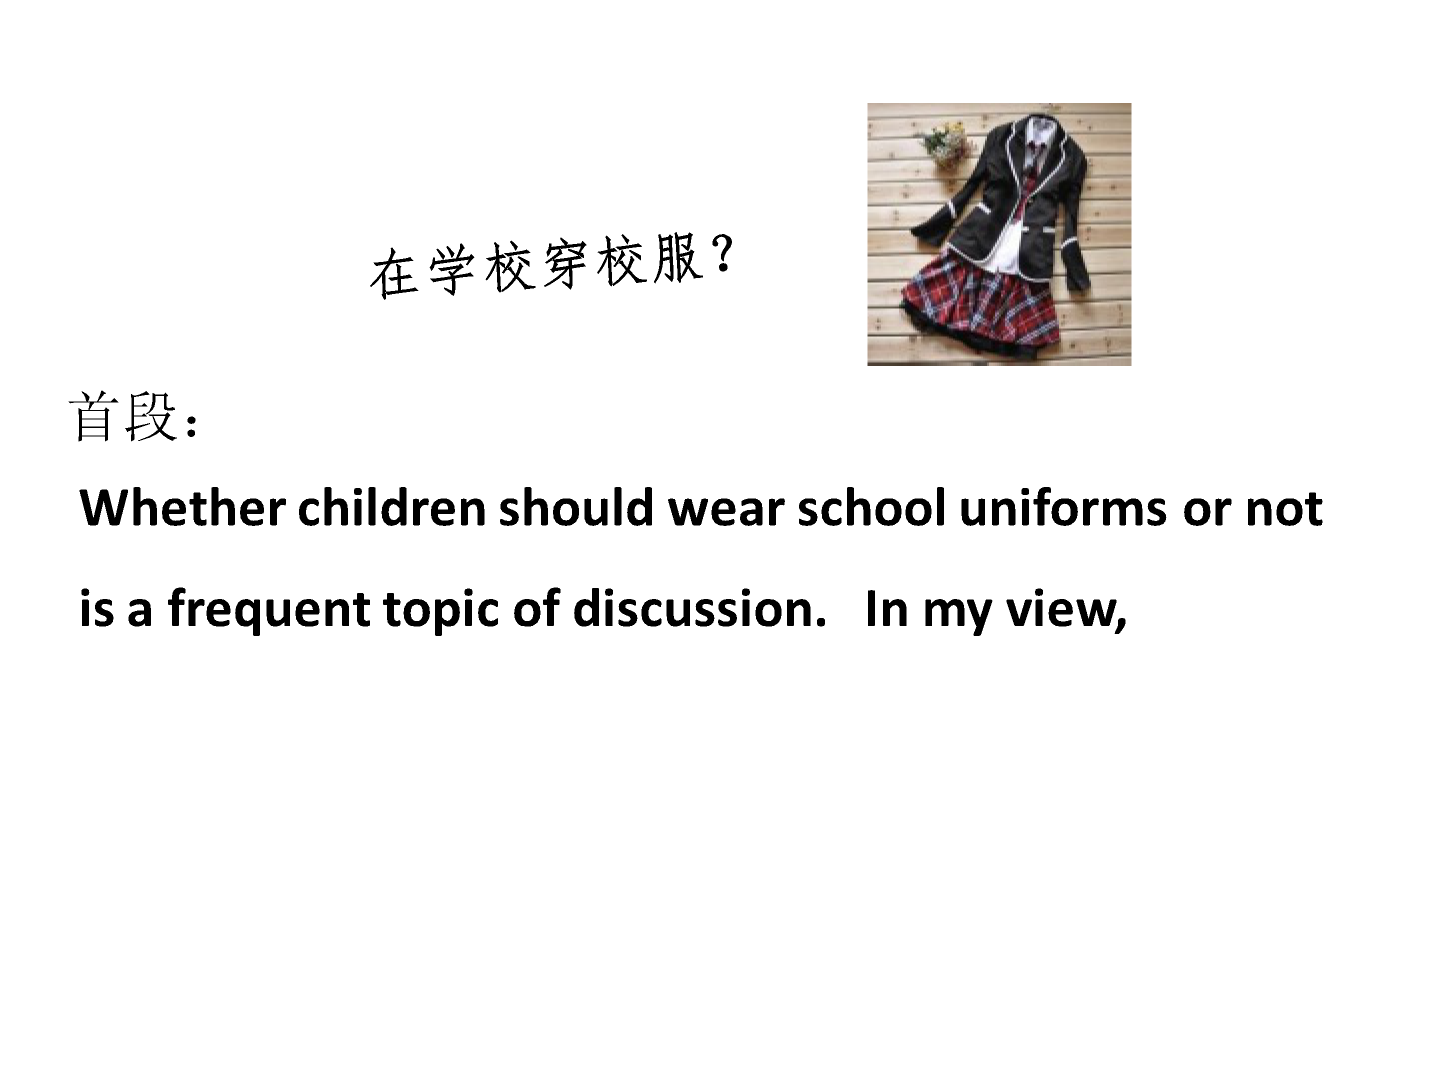 在学校穿校服？
首段：
Whether children should wear school uniforms or not
is a frequent topic of discussion.   In my view,